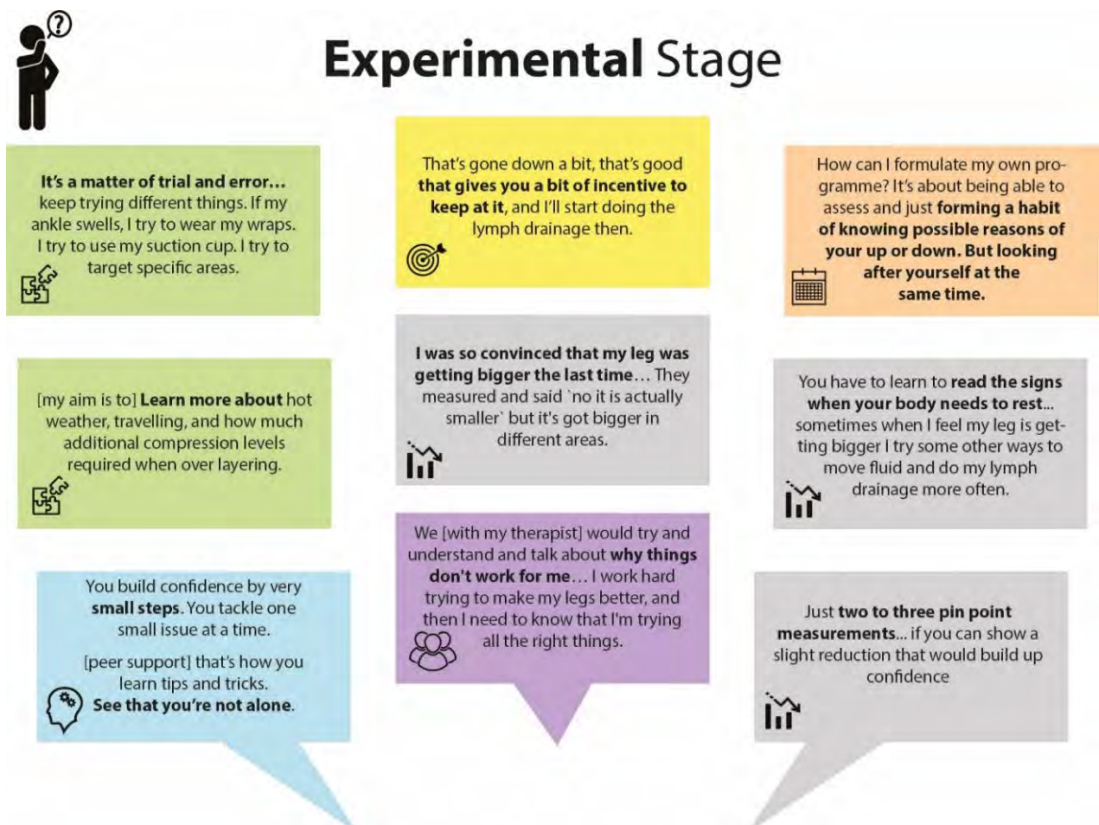 ?
Experimental Stage
It's a matter of trial and error...
keep trying different things. If my
ankle swells, I try to wear my wraps.
I try to use my suction cup. I try to
target specific areas.
That's gone down a bit, that's good
that gives you a bit of incentive to
keep at it, and I'll start doing the
lymph drainage then.
How can I formulate my own pro-
gramme? It's about being able to
assess and just forming a habit
of knowing possible reasons of
your up or down. But looking
after yourself at the
same time.
[my aim is to] Learn more about hot
weather, travelling, and how much
additional compression levels
required when over layering.
I was so convinced that my leg was
getting bigger the last time... They
measured and said `no it is actually
smaller` but it's got bigger in
different areas.
You have to learn to read the signs
when your body needs to rest...
sometimes when I feel my leg is get-
ting bigger I try some other ways to
move fluid and do my lymph
drainage more often.
You build confidence by very
small steps. You tackle one
small issue at a time.
[peer support] that's how you
learn tips and tricks.
See that you're not alone.
We [with my therapist] would try and
understand and talk about why things
don't work for me... I work hard
trying to make my legs better, and
then I need to know that I'm trying
all the right things.
Just two to three pin point
measurements... if you can show a
slight reduction that would build up
confidence